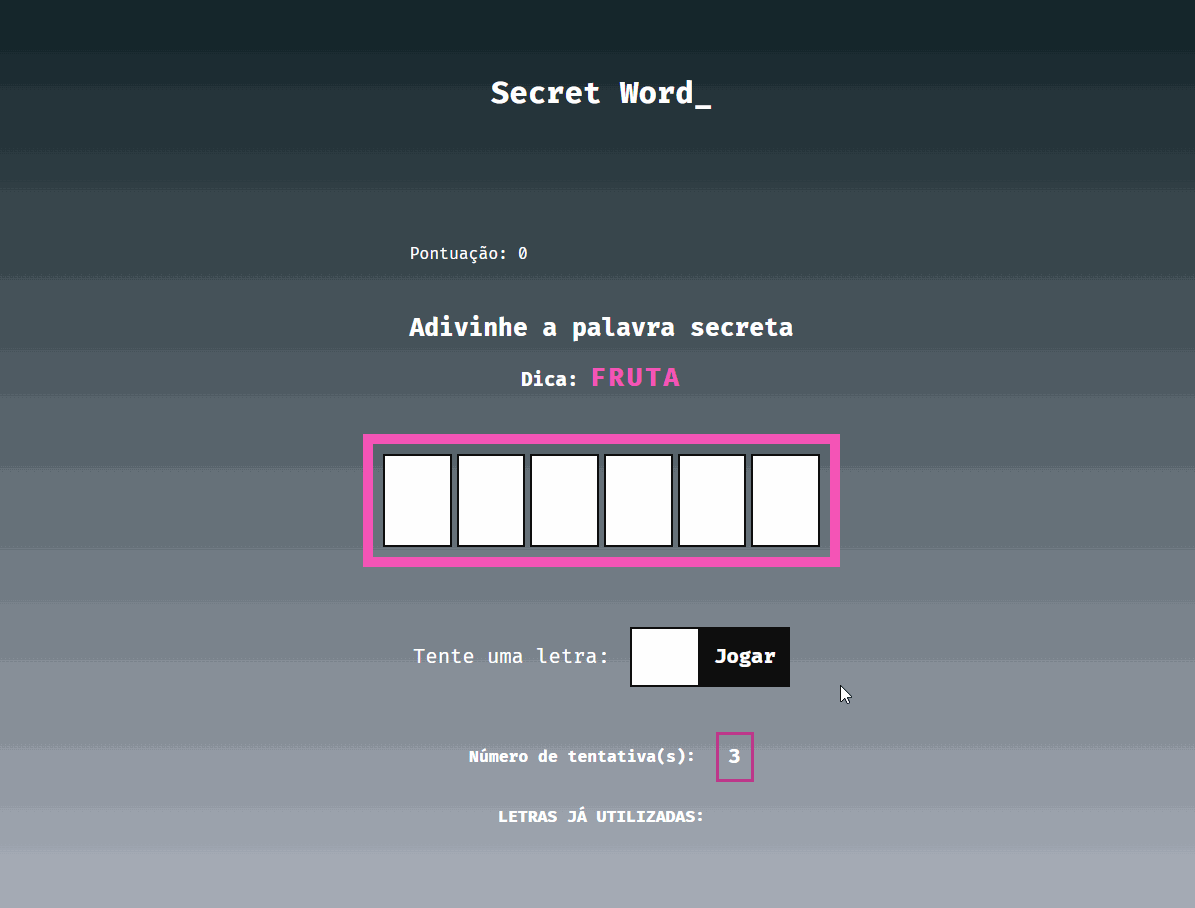 Secret Word_
Pontuação: 0
Adivinhe a palavra secreta
Dica: FRUTA
Tente uma letra: Jogar
Número de tentativa(s): 3
LETRAS JÁ UTILIZADAS: